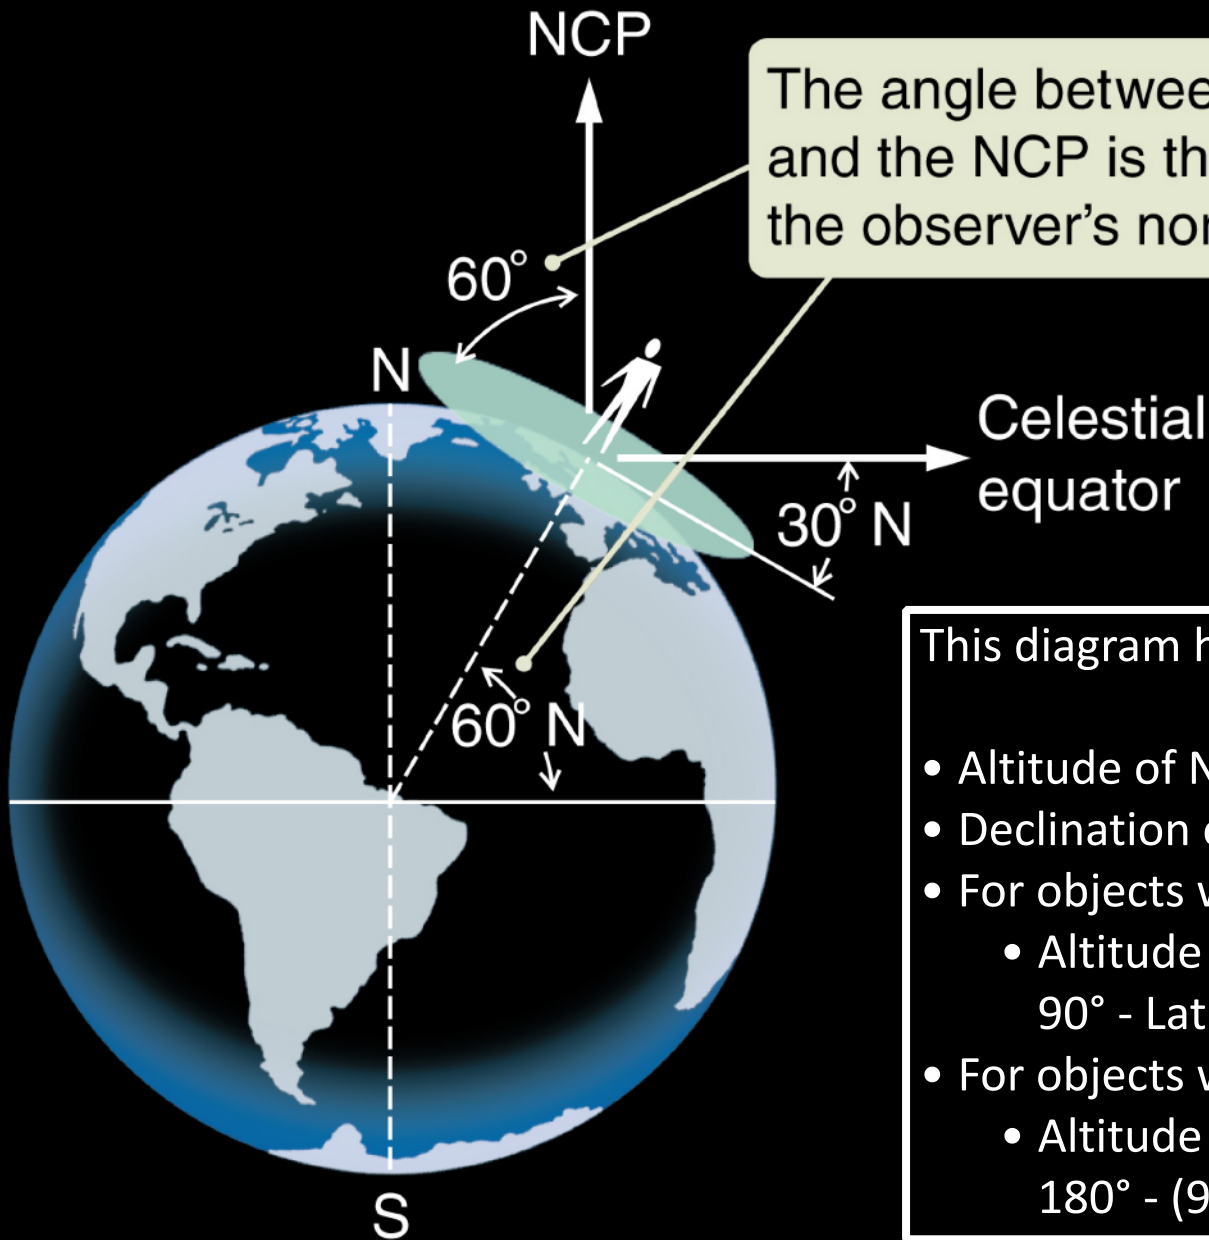 NCP
The angle betwee
and the NCP is th
the observer's nor
60°
N
Celestial
equator
30° N
60° N
S
This diagram h
• Altitude of N
• Declination
• For objects w
• Altitude
90° - Lat
• For objects w
• Altitude
180° - (9